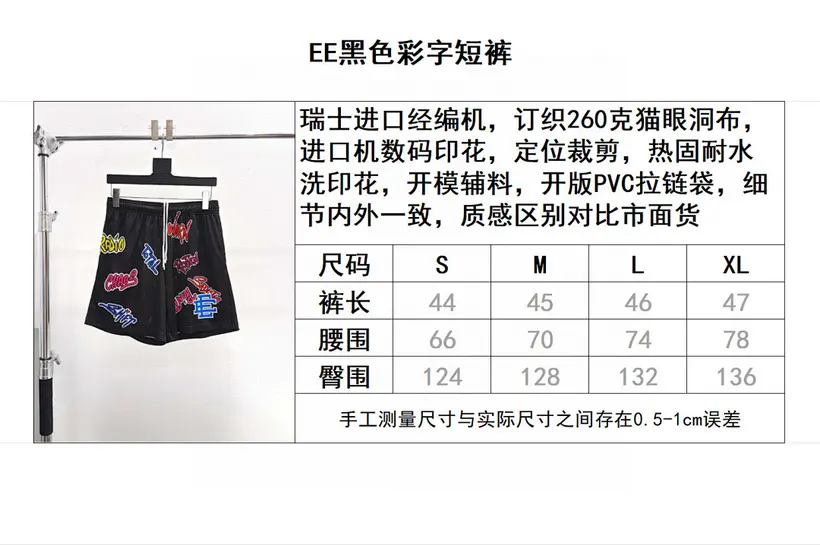 EE黑色彩字短裤
瑞士进口经编机，订织260克猫眼洞布，
进口机数码印花，定位裁剪，热固耐水
洗印花，开模辅料，开版PVC拉链袋，细
节内外一致，质感区别对比市面货
尺码 S M L XL
裤长 44 45 46 47
腰围 66 70 74 78
臀围 124 128 132 136
手工测量尺寸与实际尺寸之间存在0.5-1cm误差
CHAOS